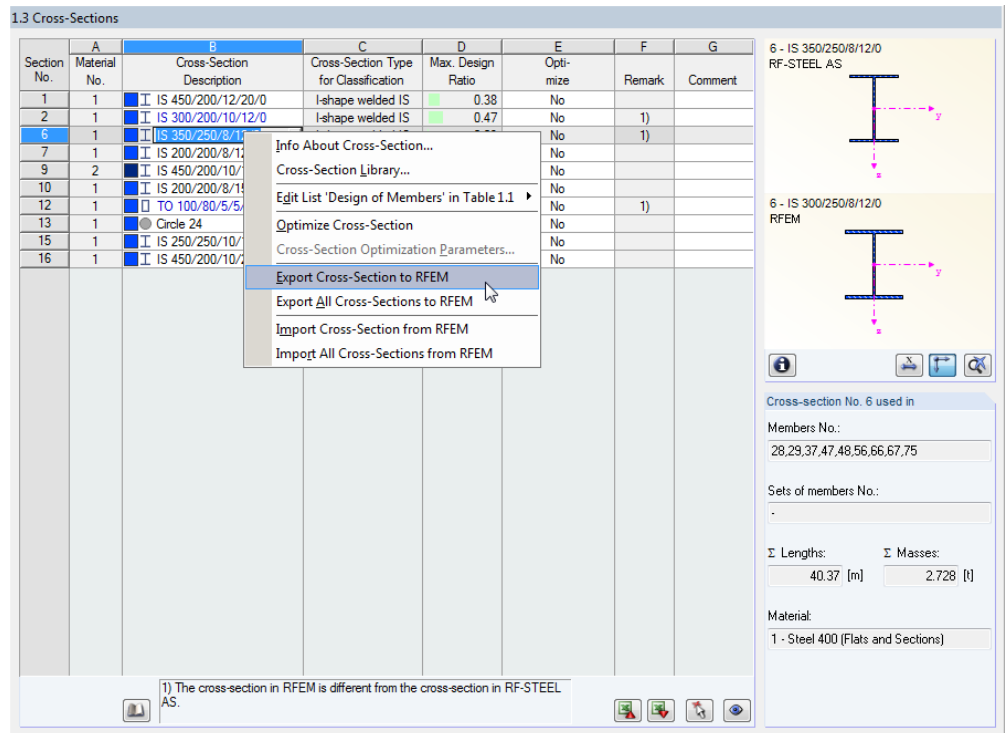 1.3 Cross-Sections
A B C D E F G
Section Material Cross-Section Cross-Section Type Max. Design Opti-
No. No. Description for Classification Ratio mize Remark Comment
1 1 IS 450/200/12/20/0 I-shape welded IS 0.38 No
2 1 IS 300/200/10/12/0 I-shape welded IS 0.47 No 1)
6 1 IS 350/250/8/12/0 No 1)
7 1 IS 200/200/8/12 No
9 2 IS 450/200/10/ No
10 1 IS 200/200/8/15 No
12 1 TO 100/80/5/5/ No 1)
13 1 Circle 24 No
15 1 IS 250/250/10/ No
16 1 IS 450/200/10/2 No
Info About Cross-Section...
Cross-Section Library...
Edit List 'Design of Members' in Table 1.1
Optimize Cross-Section
Cross-Section Optimization Parameters...
Export Cross-Section to RFEM
Export All Cross-Sections to RFEM
Import Cross-Section from RFEM
Import All Cross-Sections from RFEM
1) The cross-section in RFEM is different from the cross-section in RF-STEEL
AS.
6 - IS 350/250/8/12/0
RF-STEEL AS
y
z
6 - IS 300/250/8/12/0
RFEM
y
z
Cross-section No. 6 used in
Members No.:
28,29,37,47,48,56,66,67,75
Sets of members No.:
-
Σ Lengths: Σ Masses:
40.37 [m] 2.728 [t]
Material:
1 - Steel 400 (Flats and Sections)